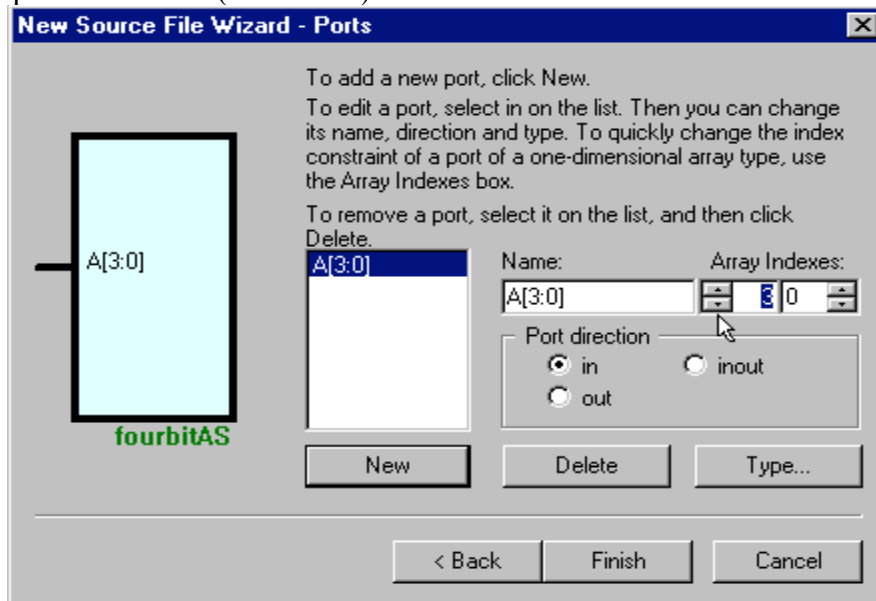 New Source File Wizard - Ports
To add a new port, click New.
To edit a port, select in on the list. Then you can change
its name, direction and type. To quickly change the index
constraint of a port of a one-dimensional array type, use
the Array Indexes box.
To remove a port, select it on the list, and then click
Delete.
A[3:0]
fourbitAS
A[3:0]
Name:
Array Indexes:
A[3:0]
3
0
Port direction
in
inout
out
New
Delete
Type...
< Back
Finish
Cancel